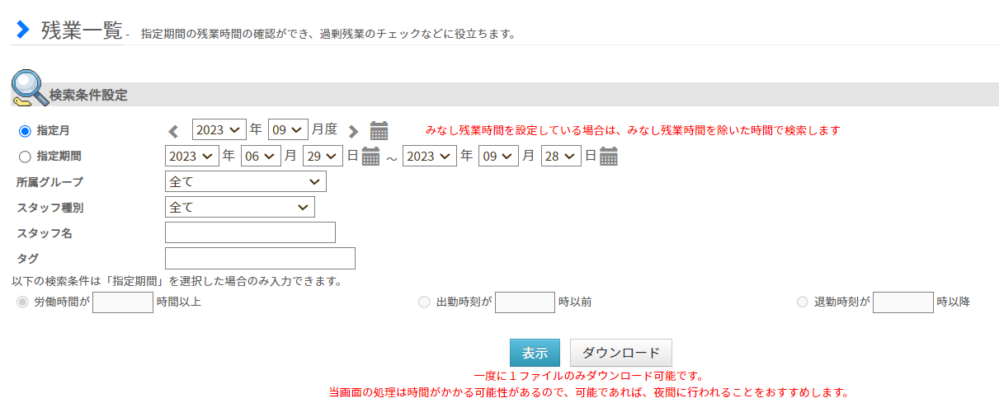 残業一覧 - 指定期間の残業時間の確認ができ、過剰残業のチェックなどに役立ちます。
検索条件設定
指定月 2023 年 09 月度 みなし残業時間を設定している場合は、みなし残業時間を除いた時間で検索します
指定期間 2023 年 06 月 29 日 ～ 2023 年 09 月 28 日
所属グループ 全て
スタッフ種別 全て
スタッフ名
タグ
以下の検索条件は「指定期間」を選択した場合のみ入力できます。
労働時間が 時間以上 出勤時刻が 時以前 退勤時刻が 時以降
表示 ダウンロード
一度に１ファイルのみダウンロード可能です。
当画面の処理は時間がかかる可能性があるので、可能であれば、夜間に行われることをおすすめします。